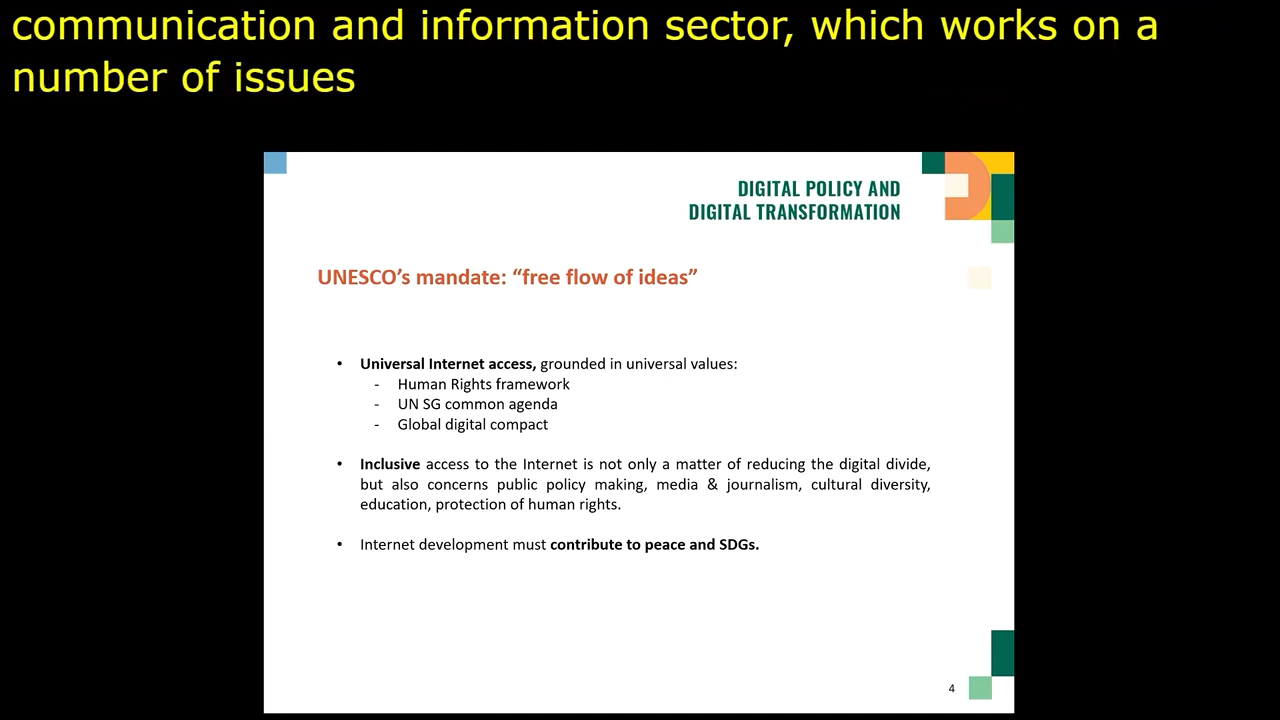 communication and information sector, which works on a
number of issues
DIGITAL POLICY AND
DIGITAL TRANSFORMATION
UNESCO's mandate: “free flow of ideas”
• Universal Internet access, grounded in universal values:
- Human Rights framework
- UN SG common agenda
- Global digital compact
• Inclusive access to the Internet is not only a matter of reducing the digital divide,
but also concerns public policy making, media & journalism, cultural diversity,
education, protection of human rights.
• Internet development must contribute to peace and SDGs.
4